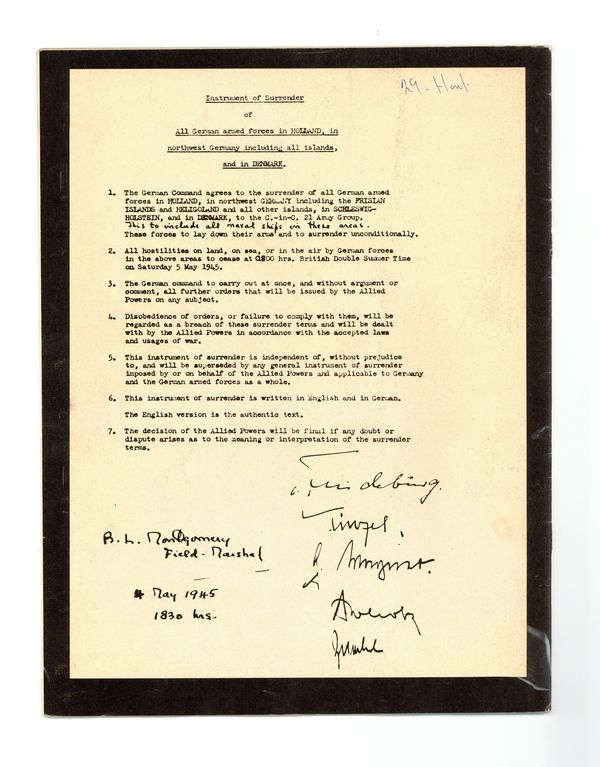 29.
Instrument of Surrender
of
All German armed forces in HOLLAND, in
northwest Germany including all islands,
and in DENMARK.
1. The German Command agrees to the surrender of all German armed
forces in HOLLAND, in northwest GERMANY including the FRISIAN
ISLANDS and HELIGOLAND and all other islands, in SCHLESWIG-
HOLSTEIN, and in DENMARK, to the C.-in-C. 21 Army Group.
This to include all naval ships in these areas.
These forces to lay down their arms and to surrender unconditionally.
2. All hostilities on land, on sea, or in the air by German forces
in the above areas to cease at 0800 hrs. British Double Summer Time
on Saturday 5 May 1945.
3. The German command to carry out at once, and without argument or
comment, all further orders that will be issued by the Allied
Powers on any subject.
4. Disobedience of orders, or failure to comply with them, will be
regarded as a breach of these surrender terms and will be dealt
with by the Allied Powers in accordance with the accepted laws
and usages of war.
5. This instrument of surrender is independent of, without prejudice
to, and will be superseded by any general instrument of surrender
imposed by or on behalf of the Allied Powers and applicable to Germany
and the German armed forces as a whole.
6. This instrument of surrender is written in English and in German.
The English version is the authentic text.
7. The decision of the Allied Powers will be final if any doubt or
dispute arises as to the meaning or interpretation of the surrender
terms.
B. L. Montgomery
Field-Marshal
4 May 1945
1830 hrs.